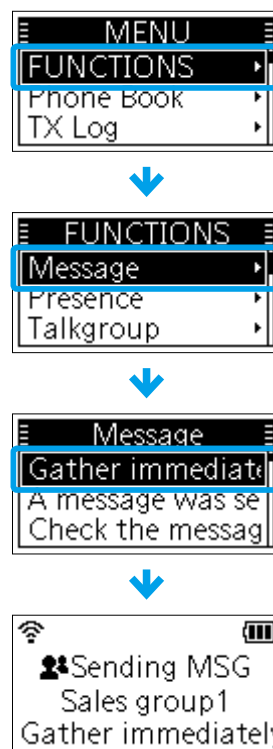 MENU
FUNCTIONS
Phone Book
TX Log
FUNCTIONS
Message
Presence
Talkgroup
Message
Gather immediate
A message was se
Check the messag
Sending MSG
Sales group1
Gather immediately